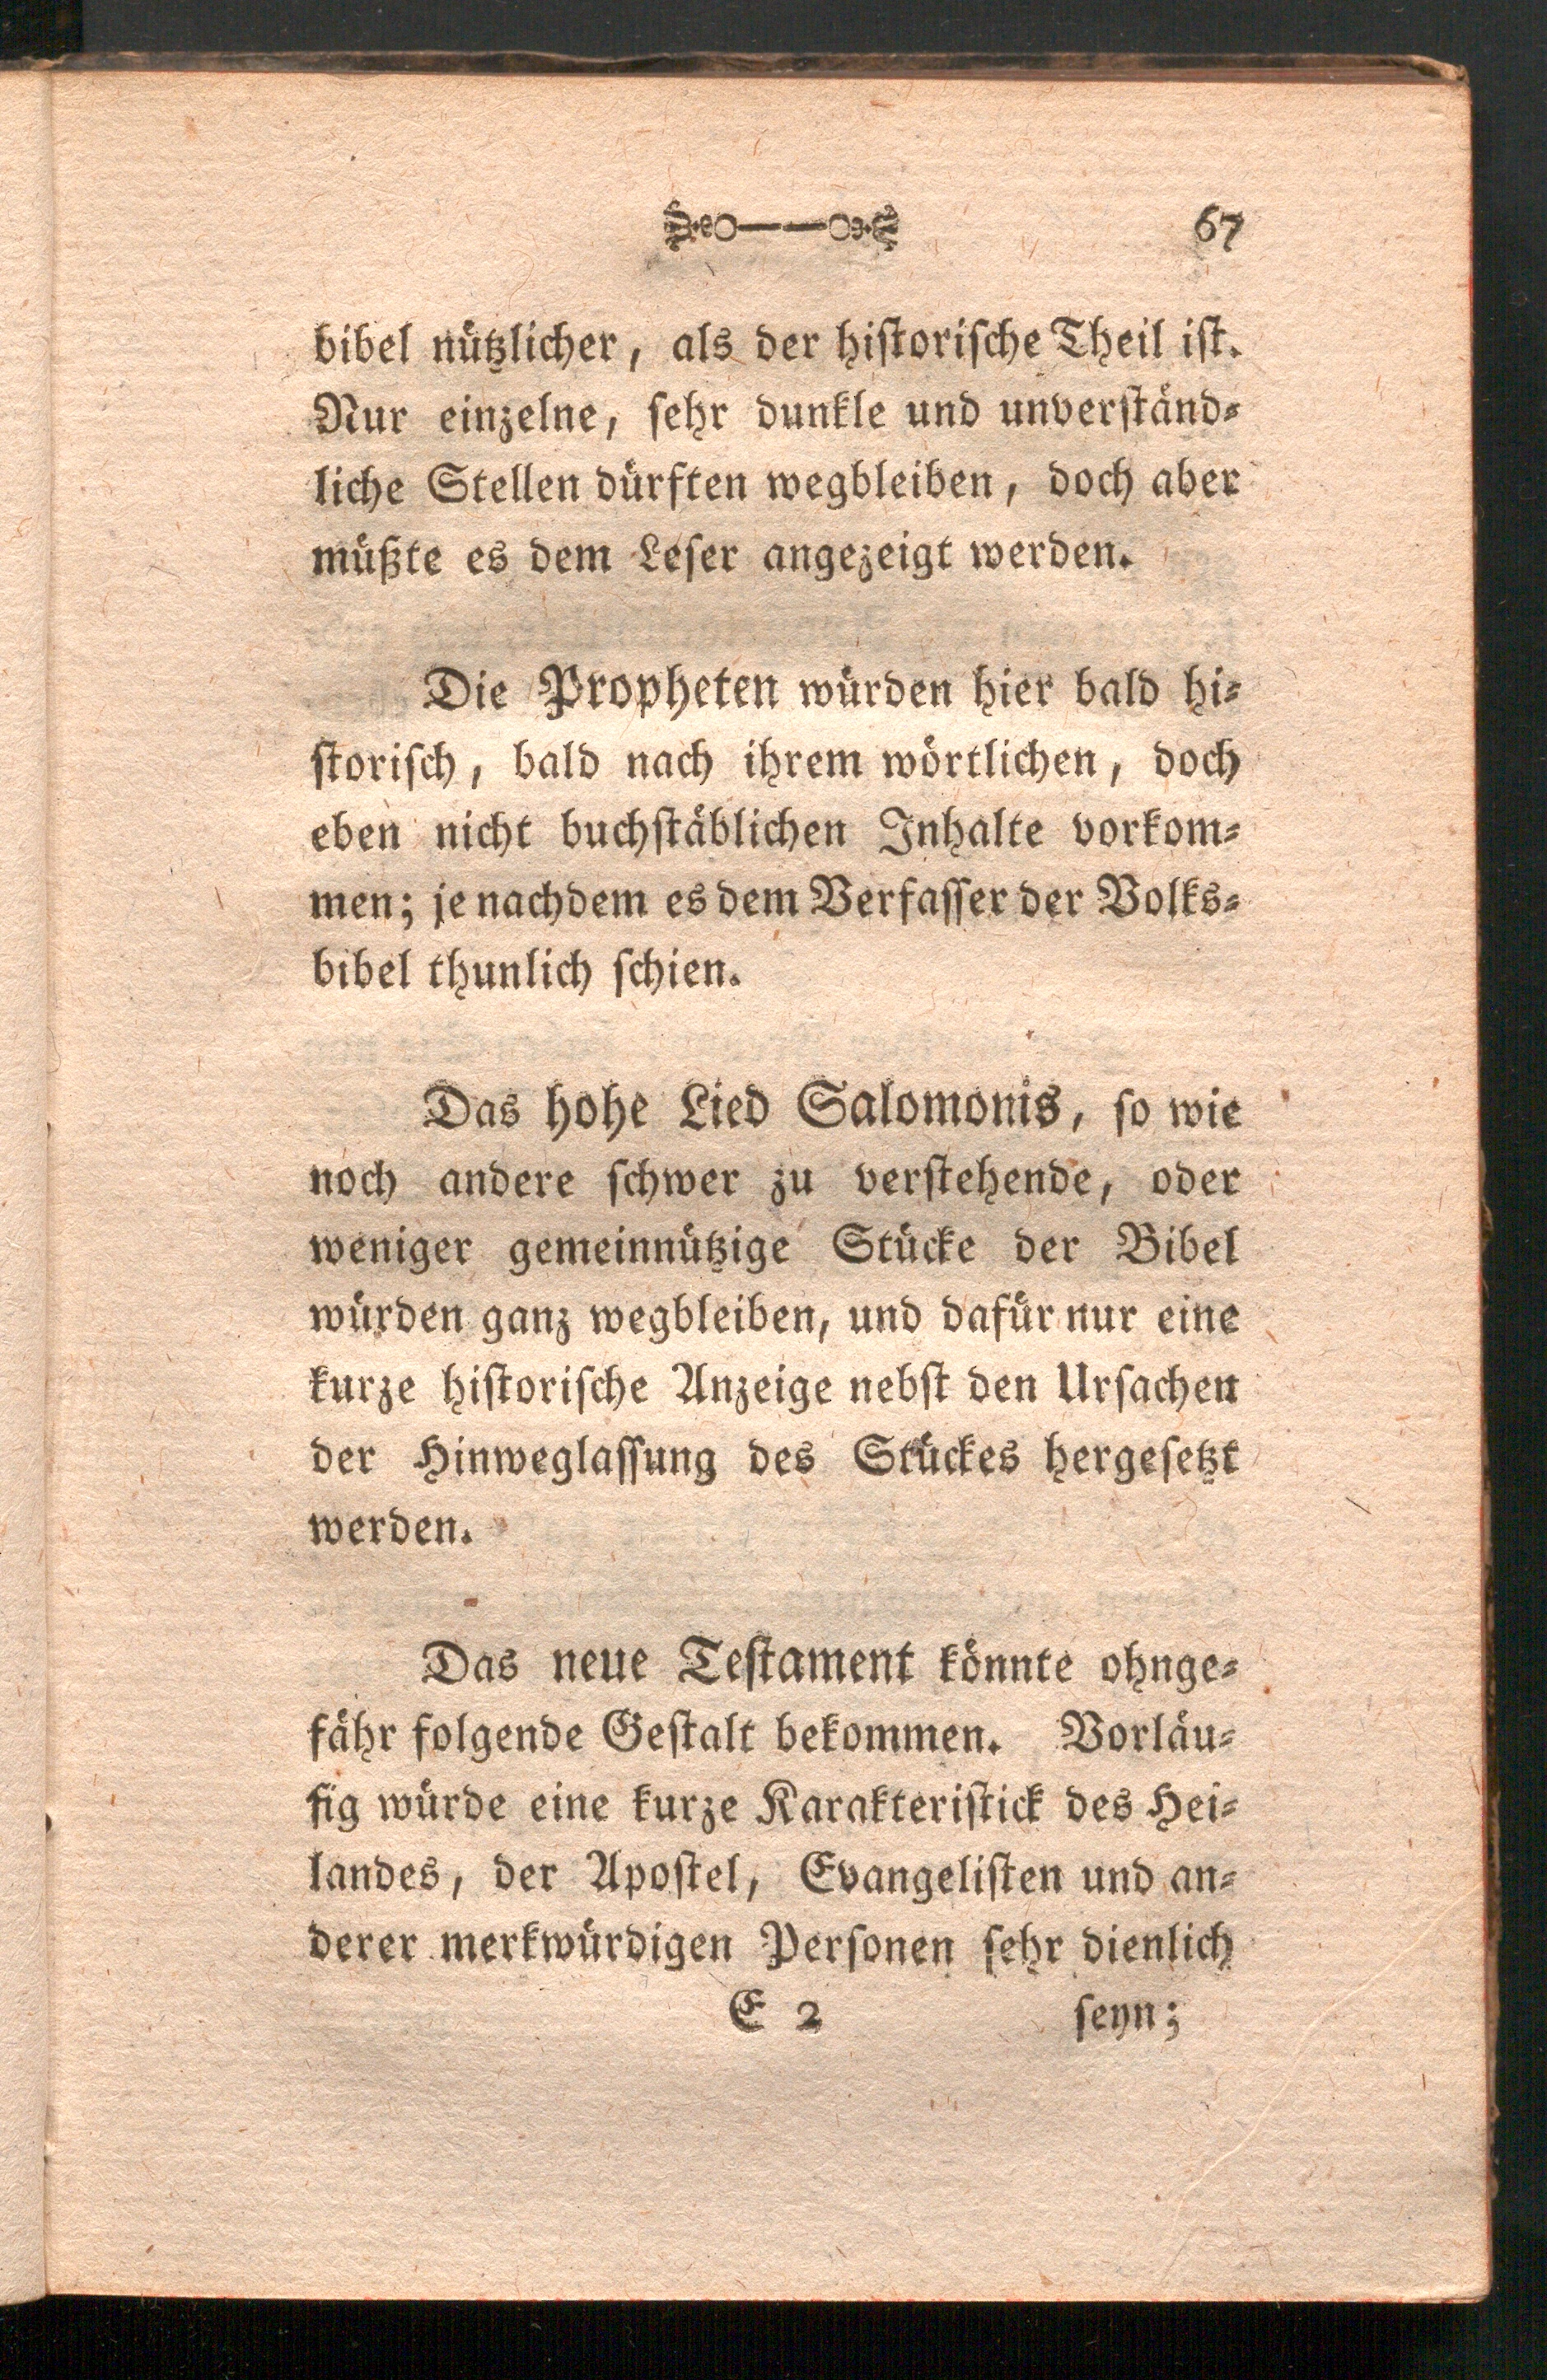 67
bibel nützlicher, als der hiſtoriſche Theil iſt.
Nur einzelne, ſehr dunkle und unverſtänd⸗
liche Stellen dürften wegbleiben, doch aber
müßte es dem Leſer angezeigt werden.
Die Propheten würden hier bald hi⸗
ſtoriſch, bald nach ihrem wörtlichen, doch
eben nicht buchſtäblichen Inhalte vorkom⸗
men; je nachdem es dem Verfaſſer der Volks⸗
bibel thunlich ſchien.
Das hohe Lied Salomonis, ſo wie
noch andere ſchwer zu verſtehende, oder
weniger gemeinnützige Stücke der Bibel
würden ganz wegbleiben, und dafür nur eine
kurze hiſtoriſche Anzeige nebſt den Urſachen
der Hinweglaſſung des Stückes hergeſetzt
werden.
Das neue Teſtament könnte ohnge⸗
fähr folgende Geſtalt bekommen. Vorläu⸗
fig würde eine kurze Karakteriſtick des Hei⸗
landes, der Apoſtel, Evangeliſten und an⸗
derer merkwürdigen Perſonen ſehr dienlich
E 2 ſeyn;